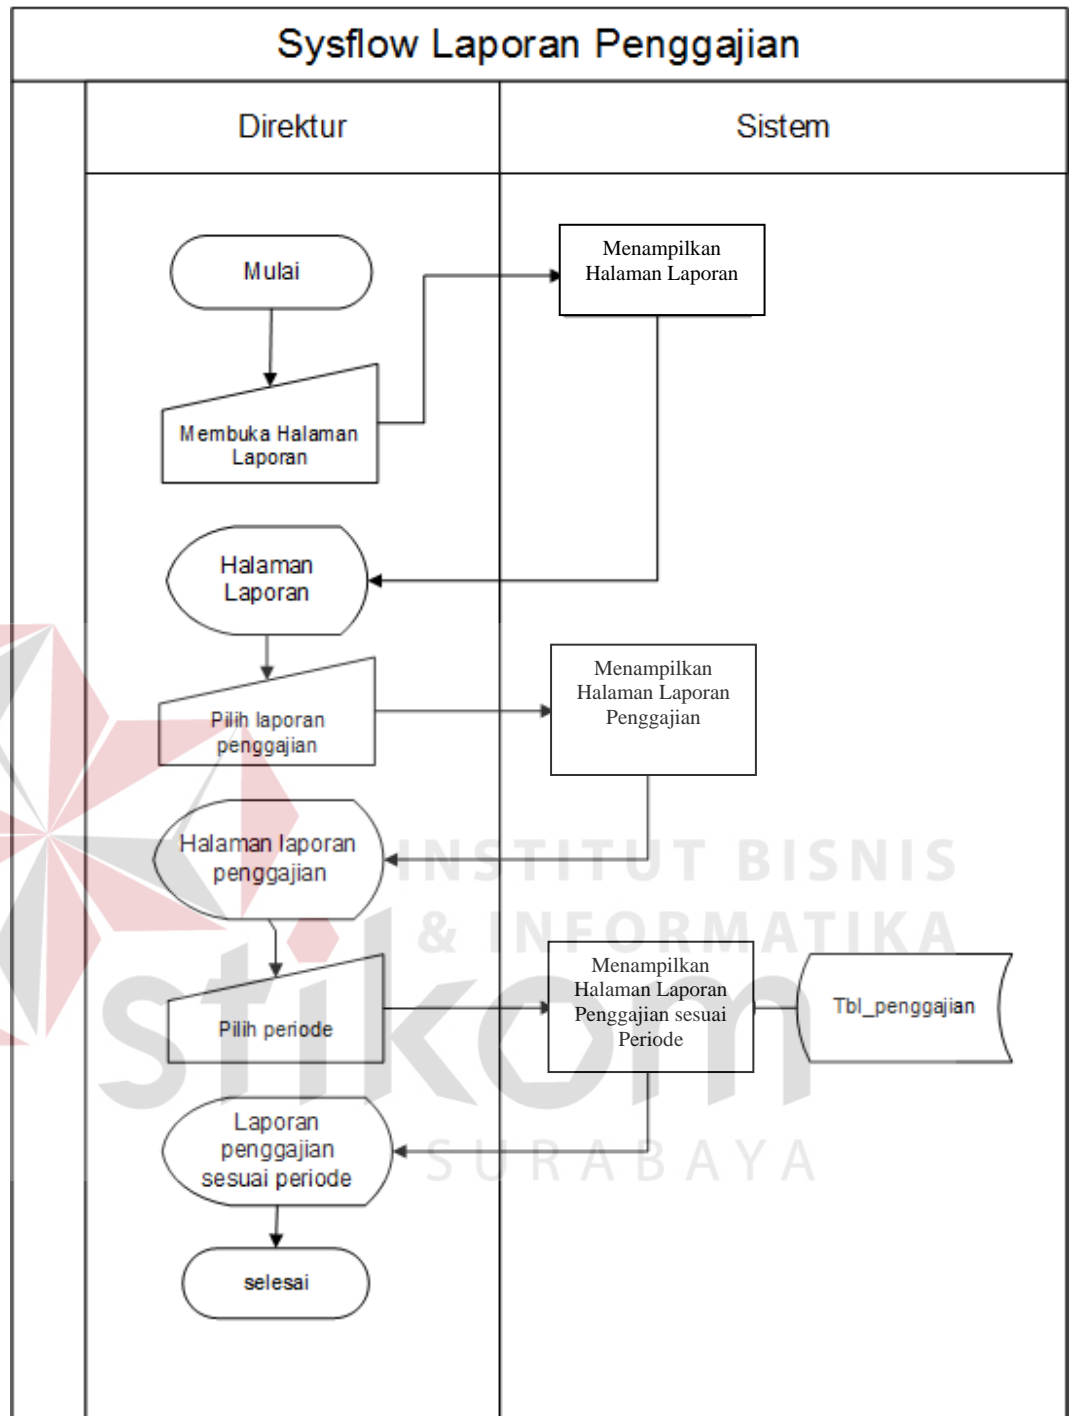 Sysflow Laporan Penggajian
Direktur
Sistem
Mulai
Menampilkan
Halaman Laporan
Membuka Halaman
Laporan
Halaman
Laporan
Pilih laporan
penggajian
Menampilkan
Halaman Laporan
Penggajian
Halaman laporan
penggajian
INSTITUT BISNIS
& INFORMATIKA
stikom
SURABAYA
Pilih periode
Menampilkan
Halaman Laporan
Penggajian sesuai
Periode
Tbl_penggajian
Laporan
penggajian
sesuai periode
selesai